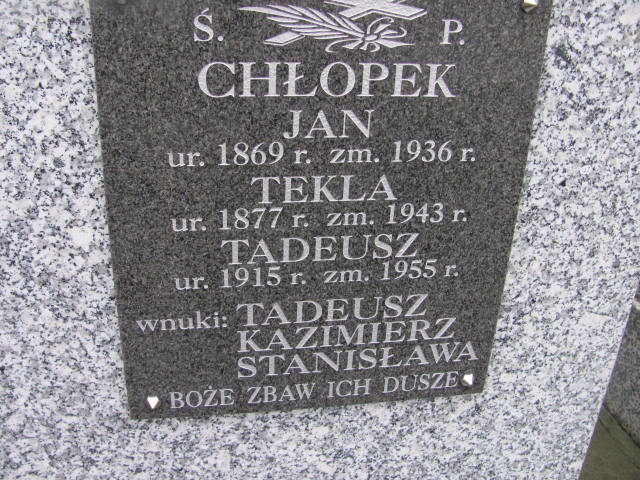 Ś. P.
CHŁOPEK
JAN
ur. 1869 r. zm. 1936 r.
TEKLA
ur. 1877 r. zm. 1943 r.
TADEUSZ
ur. 1915 r. zm. 1955 r.
wnuki: TADEUSZ
KAZIMIERZ
STANISŁAWA
BOŻE ZBAW ICH DUSZE